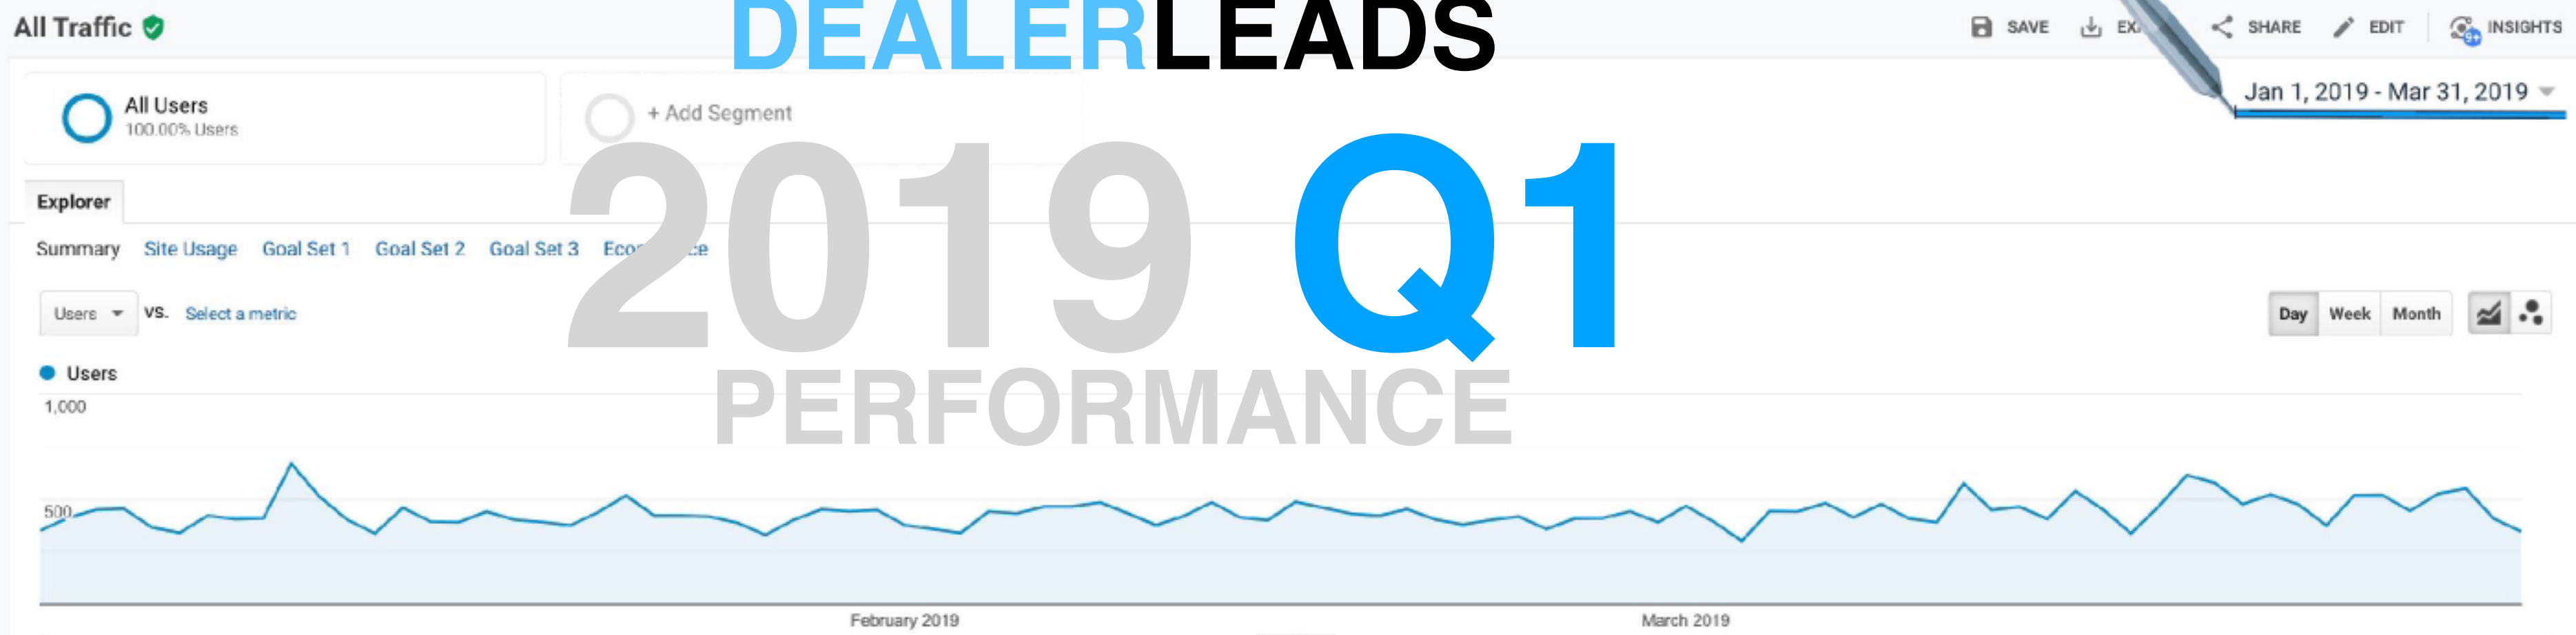 All Traffic
DEALERLEADS
SAVE
SHARE
EDIT
9+
INSIGHTS
All Users
100.00% Users
+ Add Segment
Jan 1, 2019 - Mar 31, 2019
2019 Q1
Explorer
Summary Site Usage Goal Set 1 Goal Set 2 Goal Set 3
Users VS. Select a metric
Day Week Month
PERFORMANCE
Users
1,000
500
February 2019 March 2019